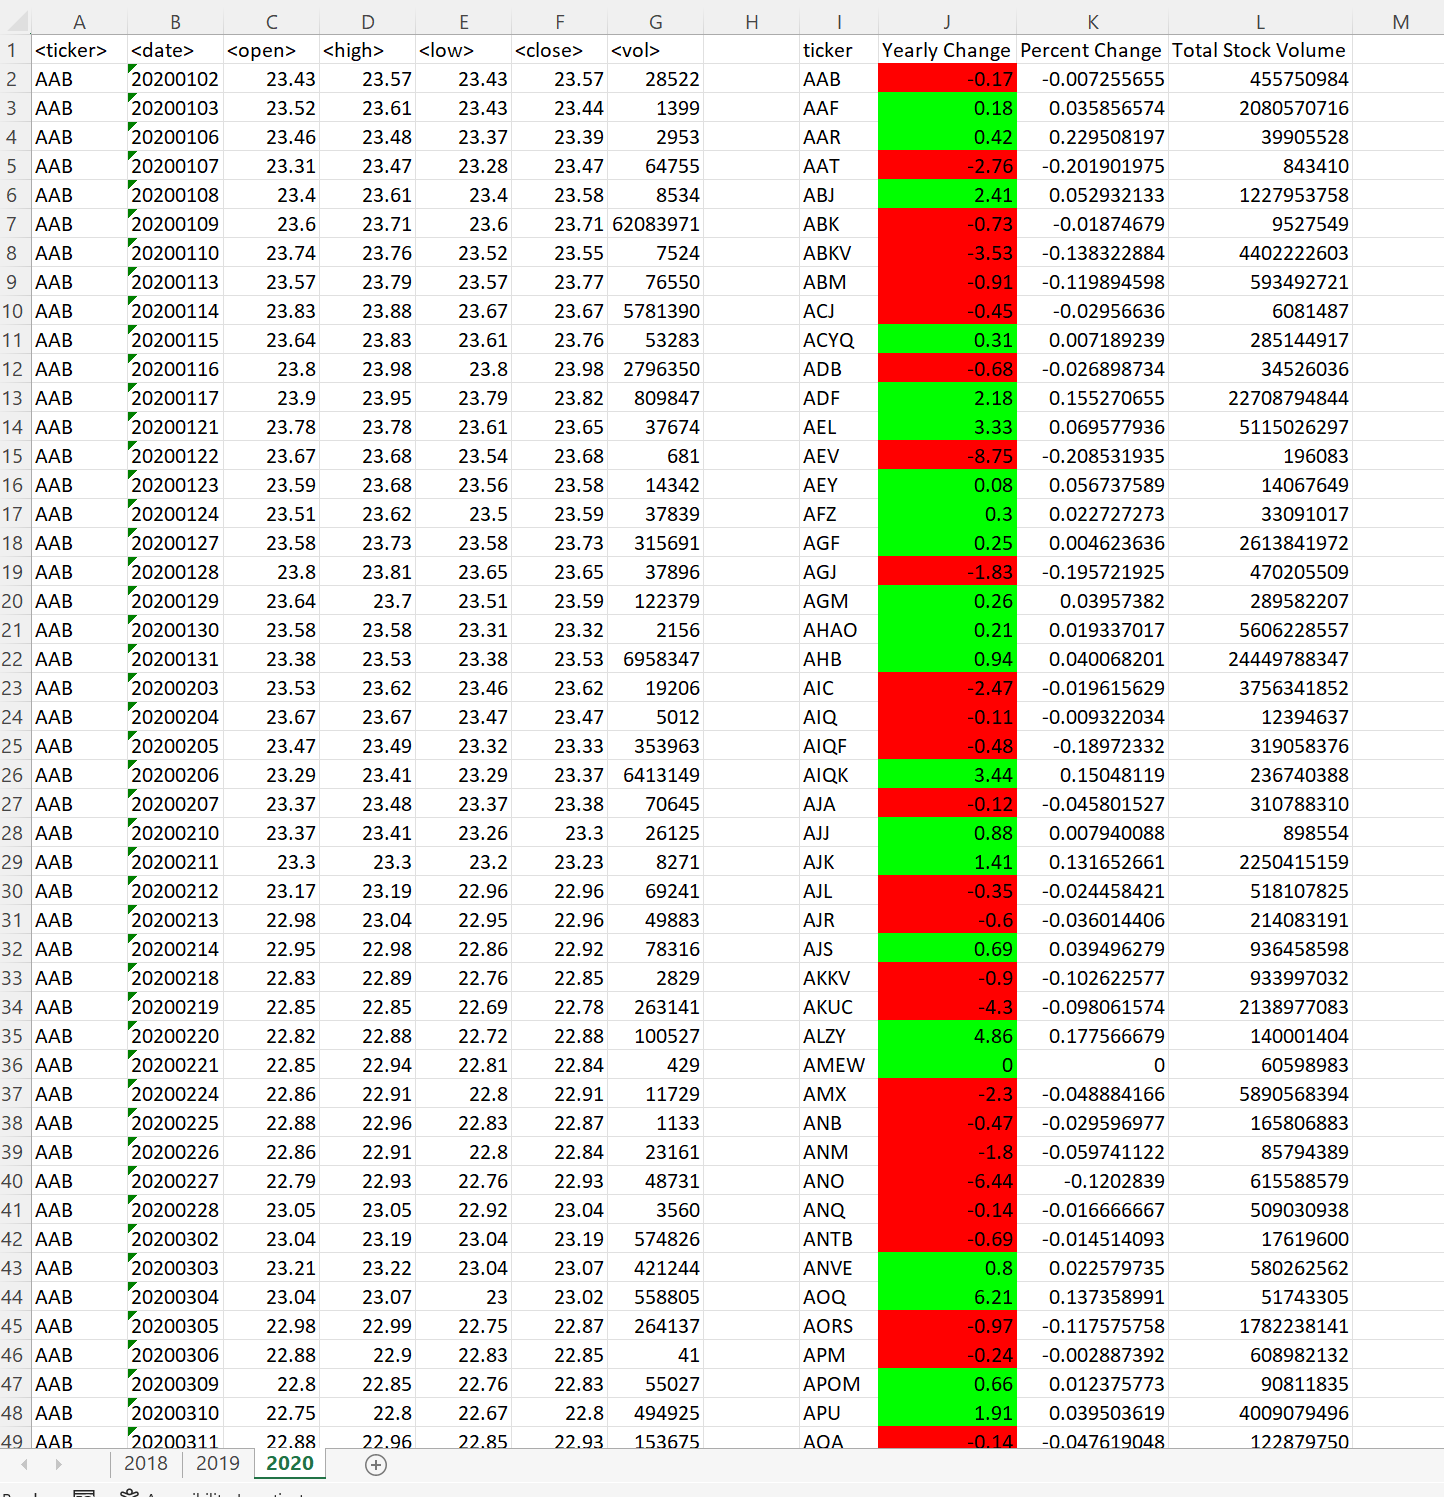 A B C D E F G H I J K L M
1 <ticker> <date> <open> <high> <low> <close> <vol> ticker Yearly Change Percent Change Total Stock Volume
2 AAB 20200102 23.43 23.57 23.43 23.57 28522 AAB -0.17 -0.007255655 455750984
3 AAB 20200103 23.52 23.61 23.43 23.44 1399 AAF 0.18 0.035856574 2080570716
4 AAB 20200106 23.46 23.48 23.37 23.39 2953 AAR 0.42 0.229508197 39905528
5 AAB 20200107 23.31 23.47 23.28 23.47 64755 AAT -2.76 -0.201901975 843410
6 AAB 20200108 23.4 23.61 23.4 23.58 8534 ABJ 2.41 0.052932133 1227953758
7 AAB 20200109 23.6 23.71 23.6 23.71 62083971 ABK -0.73 -0.01874679 9527549
8 AAB 20200110 23.74 23.76 23.52 23.55 7524 ABKV -3.53 -0.138322884 4402222603
9 AAB 20200113 23.57 23.79 23.57 23.77 76550 ABM -0.91 -0.119894598 593492721
10 AAB 20200114 23.83 23.88 23.67 23.67 5781390 ACJ -0.45 -0.02956636 6081487
11 AAB 20200115 23.64 23.83 23.61 23.76 53283 ACYQ 0.31 0.007189239 285144917
12 AAB 20200116 23.8 23.98 23.8 23.98 2796350 ADB -0.68 -0.026898734 34526036
13 AAB 20200117 23.9 23.95 23.79 23.82 809847 ADF 2.18 0.155270655 22708794844
14 AAB 20200121 23.78 23.78 23.61 23.65 37674 AEL 3.33 0.069577936 5115026297
15 AAB 20200122 23.67 23.68 23.54 23.68 681 AEV -8.75 -0.208531935 196083
16 AAB 20200123 23.59 23.68 23.56 23.58 14342 AEY 0.08 0.056737589 14067649
17 AAB 20200124 23.51 23.62 23.5 23.59 37839 AFZ 0.3 0.022727273 33091017
18 AAB 20200127 23.58 23.73 23.58 23.73 315691 AGF 0.25 0.004623636 2613841972
19 AAB 20200128 23.8 23.81 23.65 23.65 37896 AGJ -1.83 -0.195721925 470205509
20 AAB 20200129 23.64 23.7 23.51 23.59 122379 AGM 0.26 0.03957382 289582207
21 AAB 20200130 23.58 23.58 23.31 23.32 2156 AHAO 0.21 0.019337017 5606228557
22 AAB 20200131 23.38 23.53 23.38 23.53 6958347 AHB 0.94 0.040068201 24449788347
23 AAB 20200203 23.53 23.62 23.46 23.62 19206 AIC -2.47 -0.019615629 3756341852
24 AAB 20200204 23.67 23.67 23.47 23.47 5012 AIQ -0.11 -0.009322034 12394637
25 AAB 20200205 23.47 23.49 23.32 23.33 353963 AIQF -0.48 -0.18972332 319058376
26 AAB 20200206 23.29 23.41 23.29 23.37 6413149 AIQK 3.44 0.15048119 236740388
27 AAB 20200207 23.37 23.48 23.37 23.38 70645 AJA -0.12 -0.045801527 310788310
28 AAB 20200210 23.37 23.41 23.26 23.3 26125 AJJ 0.88 0.007940088 898554
29 AAB 20200211 23.3 23.3 23.2 23.23 8271 AJK 1.41 0.131652661 2250415159
30 AAB 20200212 23.17 23.19 22.96 22.96 69241 AJL -0.35 -0.024458421 518107825
31 AAB 20200213 22.98 23.04 22.95 22.96 49883 AJR -0.6 -0.036014406 214083191
32 AAB 20200214 22.95 22.98 22.86 22.92 78316 AJS 0.69 0.039496279 936458598
33 AAB 20200218 22.83 22.89 22.76 22.85 2829 AKKV -0.9 -0.102622577 933997032
34 AAB 20200219 22.85 22.85 22.69 22.78 263141 AKUC -4.3 -0.098061574 2138977083
35 AAB 20200220 22.82 22.88 22.72 22.88 100527 ALZY 4.86 0.177566679 140001404
36 AAB 20200221 22.85 22.94 22.81 22.84 429 AMEW 0 0 60598983
37 AAB 20200224 22.86 22.91 22.8 22.91 11729 AMX -2.3 -0.048884166 5890568394
38 AAB 20200225 22.88 22.96 22.83 22.87 1133 ANB -0.47 -0.029596977 165806883
39 AAB 20200226 22.86 22.91 22.8 22.84 23161 ANM -1.8 -0.059741122 85794389
40 AAB 20200227 22.79 22.93 22.76 22.93 48731 ANO -6.44 -0.1202839 615588579
41 AAB 20200228 23.05 23.05 22.92 23.04 3560 ANQ -0.14 -0.016666667 509030938
42 AAB 20200302 23.04 23.19 23.04 23.19 574826 ANTB -0.69 -0.014514093 17619600
43 AAB 20200303 23.21 23.22 23.04 23.07 421244 ANVE 0.8 0.022579735 580262562
44 AAB 20200304 23.04 23.07 23 23.02 558805 AOQ 6.21 0.137358991 51743305
45 AAB 20200305 22.98 22.99 22.75 22.87 264137 AORS -0.97 -0.117575758 1782238141
46 AAB 20200306 22.88 22.9 22.83 22.85 41 APM -0.24 -0.002887392 608982132
47 AAB 20200309 22.8 22.85 22.76 22.83 55027 APOM 0.66 0.012375773 90811835
48 AAB 20200310 22.75 22.8 22.67 22.8 494925 APU 1.91 0.039503619 4009079496
49 AAB 20200311 22.88 22.96 22.85 22.93 153675 AQA -0.14 -0.047619048 122879750
2018 2019 2020